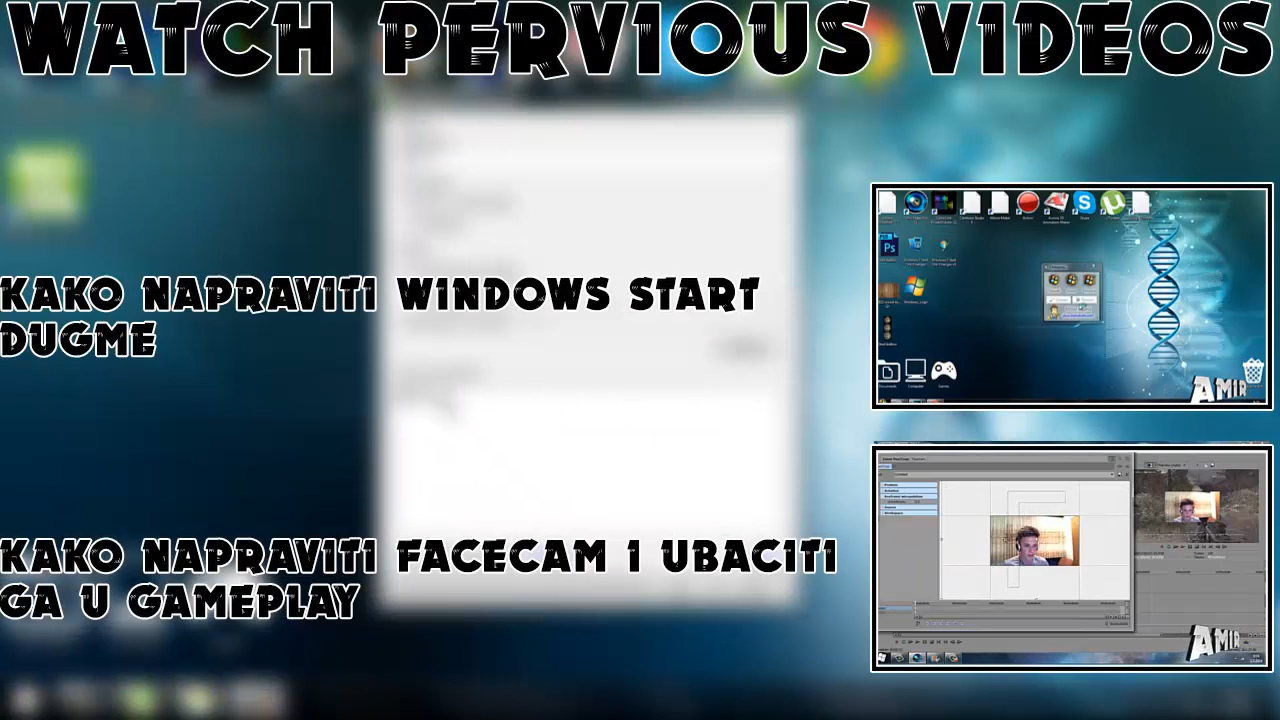 WATCH PERVIOUS VIDEOS
KAKO NAPRAVITI WINDOWS START
DUGME
AMIR
KAKO NAPRAVITI FACECAM I UBACITI
GA U GAMEPLAY
AMIR